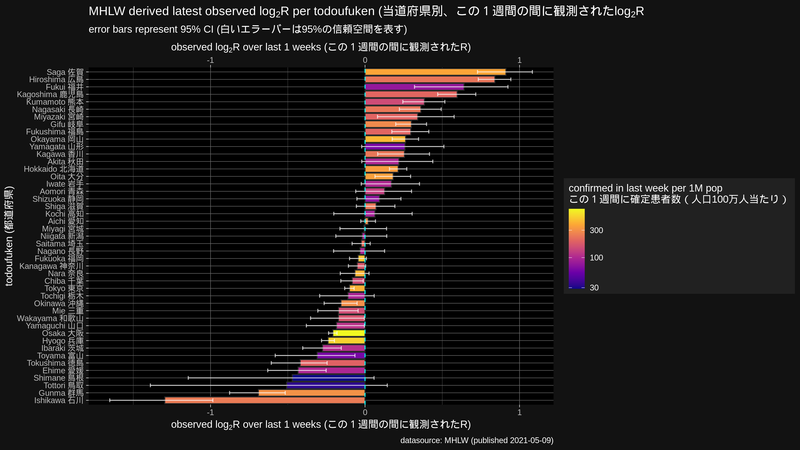 MHLW derived latest observed log₂R per todoufuken (当道府県別、この１週間の間に観測されたlog₂R
error bars represent 95% CI (白いエラーバーは95%の信頼空間を表す)
observed log₂R over last 1 weeks (この１週間の間に観測されたR)
-1 0 1
todoufuken (都道府県)
Saga 佐賀
Hiroshima 広島
Fukui 福井
Kagoshima 鹿児島
Kumamoto 熊本
Nagasaki 長崎
Miyazaki 宮崎
Gifu 岐阜
Fukushima 福島
Okayama 岡山
Yamagata 山形
Kagawa 香川
Akita 秋田
Hokkaido 北海道
Oita 大分
Iwate 岩手
Aomori 青森
Shizuoka 静岡
Shiga 滋賀
Kochi 高知
Aichi 愛知
Miyagi 宮城
Niigata 新潟
Saitama 埼玉
Nagano 長野
Fukuoka 福岡
Kanagawa 神奈川
Nara 奈良
Chiba 千葉
Tokyo 東京
Tochigi 栃木
Okinawa 沖縄
Mie 三重
Wakayama 和歌山
Yamaguchi 山口
Osaka 大阪
Hyogo 兵庫
Ibaraki 茨城
Toyama 富山
Tokushima 徳島
Ehime 愛媛
Shimane 島根
Tottori 鳥取
Gunma 群馬
Ishikawa 石川
-1 0 1
observed log₂R over last 1 weeks (この１週間の間に観測されたR)
confirmed in last week per 1M pop
この１週間に確定患者数（人口100万人当たり）
300
100
30
datasource: MHLW (published 2021-05-09)